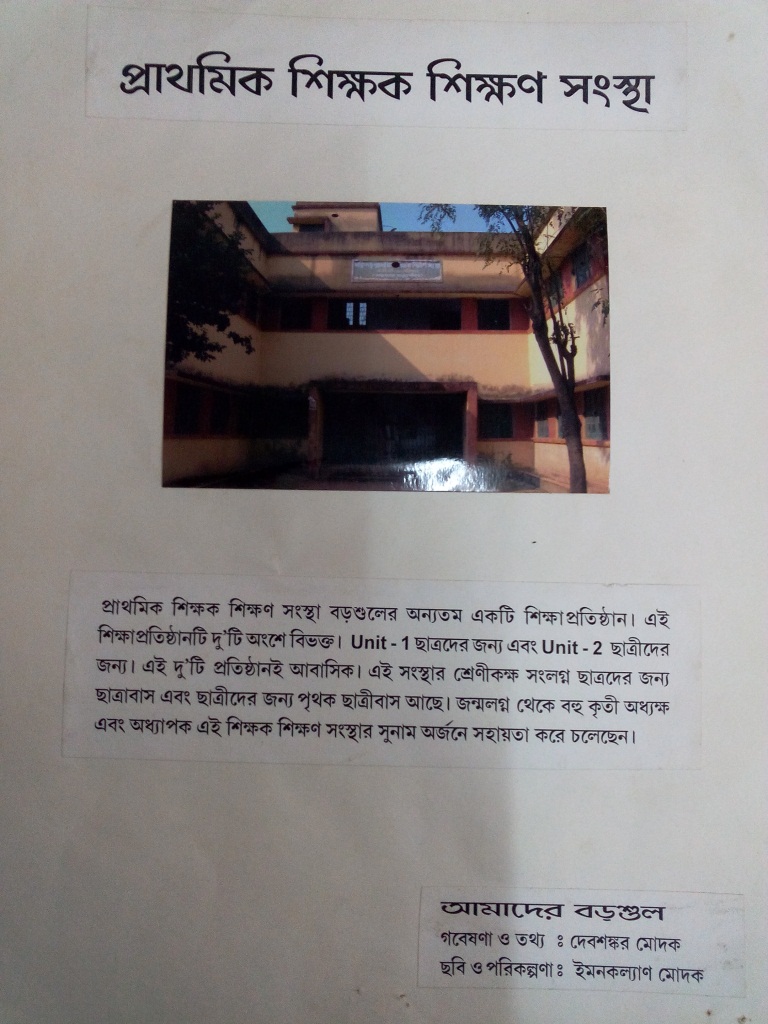 প্রাথমিক শিক্ষক শিক্ষণ সংস্থা
প্রাথমিক শিক্ষক শিক্ষণ সংস্থা বড়শুলের অন্যতম একটি শিক্ষাপ্রতিষ্ঠান। এই
শিক্ষাপ্রতিষ্ঠানটি দু'টি অংশে বিভক্ত। Unit - 1 ছাত্রদের জন্য এবং Unit - 2 ছাত্রীদের
জন্য। এই দু'টি প্রতিষ্ঠানই আবাসিক। এই সংস্থার শ্রেণীকক্ষ সংলগ্ন ছাত্রদের জন্য
ছাত্রাবাস এবং ছাত্রীদের জন্য পৃথক ছাত্রীবাস আছে। জন্মলগ্ন থেকে বহু কৃতী অধ্যক্ষ
এবং অধ্যাপক এই শিক্ষক শিক্ষণ সংস্থার সুনাম অর্জনে সহায়তা করে চলেছেন।
আমাদের বড়শুল
গবেষণা ও তথ্য : দেবশঙ্কর মোদক
ছবি ও পরিকল্পণা : ইমনকল্যাণ মোদক